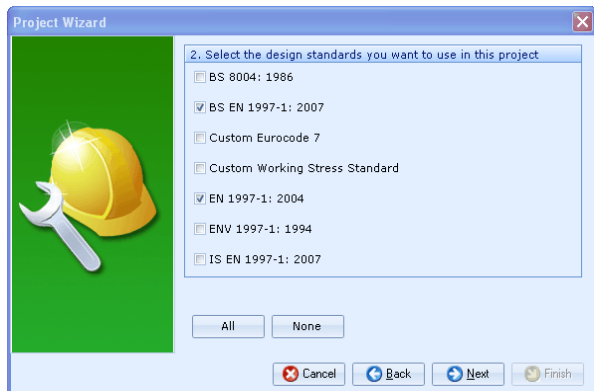 Project Wizard
2. Select the design standards you want to use in this project
BS 8004: 1986
BS EN 1997-1: 2007
Custom Eurocode 7
Custom Working Stress Standard
EN 1997-1: 2004
ENV 1997-1: 1994
IS EN 1997-1: 2007
All None
Cancel Back Next Finish